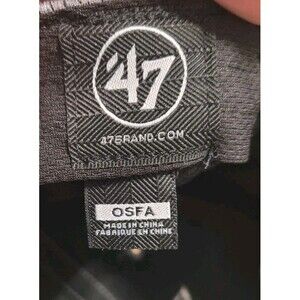 '47
47BRAND.COM
OSFA
MADE IN CHINA
FABRIQUÉ EN CHINE